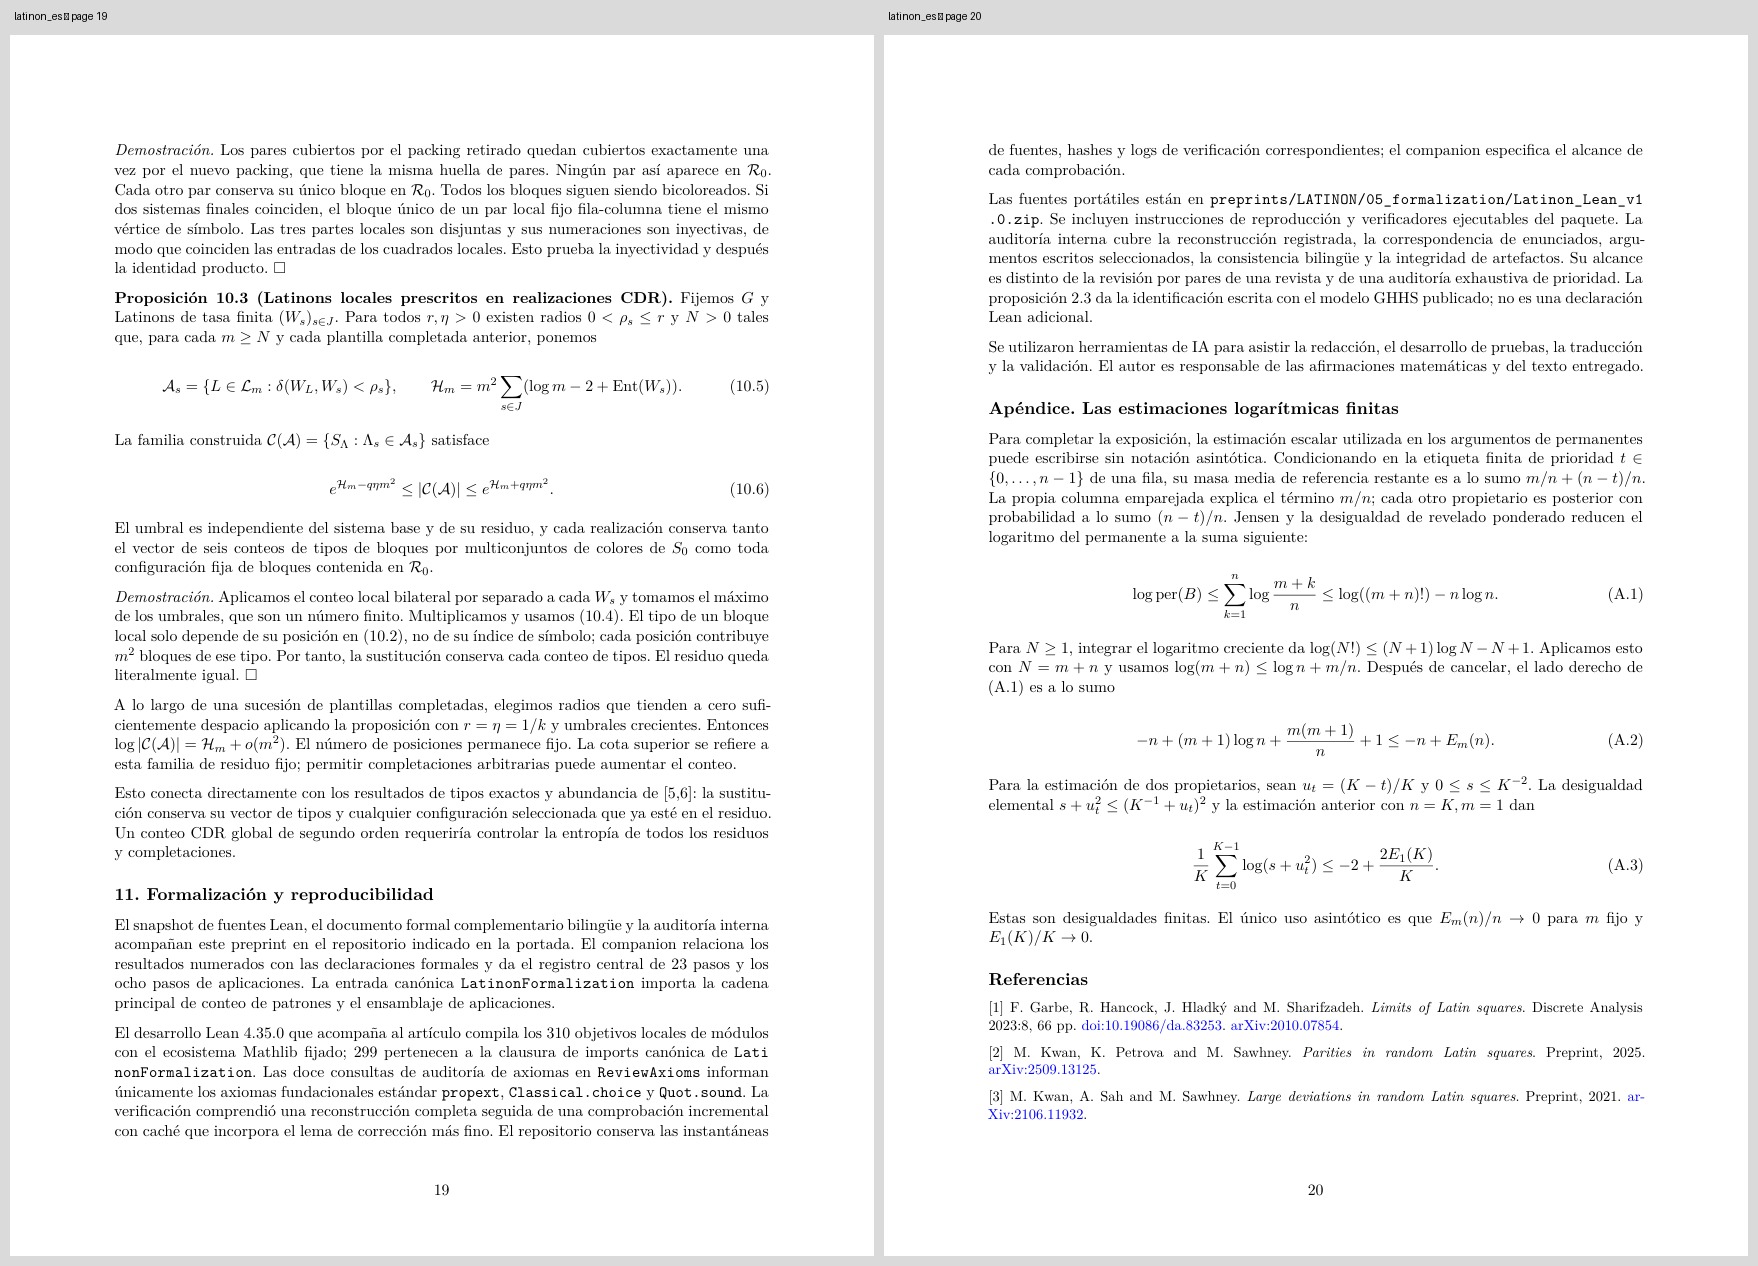 latinon_es▯page 19
Demostración. Los pares cubiertos por el packing retirado quedan cubiertos exactamente una
vez por el nuevo packing, que tiene la misma huella de pares. Ningún par así aparece en ℛ₀.
Cada otro par conserva su único bloque en ℛ₀. Todos los bloques siguen siendo bicoloreados. Si
dos sistemas finales coinciden, el bloque único de un par local fijo fila-columna tiene el mismo
vértice de símbolo. Las tres partes locales son disjuntas y sus numeraciones son inyectivas, de
modo que coinciden las entradas de los cuadrados locales. Esto prueba la inyectividad y después
la identidad producto. □
Proposición 10.3 (Latinons locales prescritos en realizaciones CDR). Fijemos G y
Latinons de tasa finita (W_s)_{s∈J}. Para todos r, η > 0 existen radios 0 < ρ_s ≤ r y N > 0 tales
que, para cada m ≥ N y cada plantilla completada anterior, ponemos
𝒜_s = {L ∈ ℒ_m : δ(W_L, W_s) < ρ_s}, ℋ_m = m² ∑_{s∈J} (log m − 2 + Ent(W_s)). (10.5)
La familia construida 𝒞(𝒜) = {S_Λ : Λ_s ∈ 𝒜_s} satisface
e^{ℋ_m−qηm²} ≤ |𝒞(𝒜)| ≤ e^{ℋ_m+qηm²}. (10.6)
El umbral es independiente del sistema base y de su residuo, y cada realización conserva tanto
el vector de seis conteos de tipos de bloques por multiconjuntos de colores de S₀ como toda
configuración fija de bloques contenida en ℛ₀.
Demostración. Aplicamos el conteo local bilateral por separado a cada W_s y tomamos el máximo
de los umbrales, que son un número finito. Multiplicamos y usamos (10.4). El tipo de un bloque
local solo depende de su posición en (10.2), no de su índice de símbolo; cada posición contribuye
m² bloques de ese tipo. Por tanto, la sustitución conserva cada conteo de tipos. El residuo queda
literalmente igual. □
A lo largo de una sucesión de plantillas completadas, elegimos radios que tienden a cero sufi-
cientemente despacio aplicando la proposición con r = η = 1/k y umbrales crecientes. Entonces
log |𝒞(𝒜)| = ℋ_m + o(m²). El número de posiciones permanece fijo. La cota superior se refiere a
esta familia de residuo fijo; permitir completaciones arbitrarias puede aumentar el conteo.
Esto conecta directamente con los resultados de tipos exactos y abundancia de [5,6]: la sustitu-
ción conserva su vector de tipos y cualquier configuración seleccionada que ya esté en el residuo.
Un conteo CDR global de segundo orden requeriría controlar la entropía de todos los residuos
y completaciones.
11. Formalización y reproducibilidad
El snapshot de fuentes Lean, el documento formal complementario bilingüe y la auditoría interna
acompañan este preprint en el repositorio indicado en la portada. El companion relaciona los
resultados numerados con las declaraciones formales y da el registro central de 23 pasos y los
ocho pasos de aplicaciones. La entrada canónica LatinonFormalization importa la cadena
principal de conteo de patrones y el ensamblaje de aplicaciones.
El desarrollo Lean 4.35.0 que acompaña al artículo compila los 310 objetivos locales de módulos
con el ecosistema Mathlib fijado; 299 pertenecen a la clausura de imports canónica de Lati
nonFormalization. Las doce consultas de auditoría de axiomas en ReviewAxioms informan
únicamente los axiomas fundacionales estándar propext, Classical.choice y Quot.sound. La
verificación comprendió una reconstrucción completa seguida de una comprobación incremental
con caché que incorpora el lema de corrección más fino. El repositorio conserva las instantáneas
19
latinon_es▯page 20
de fuentes, hashes y logs de verificación correspondientes; el companion especifica el alcance de
cada comprobación.
Las fuentes portátiles están en preprints/LATINON/05_formalization/Latinon_Lean_v1
.0.zip. Se incluyen instrucciones de reproducción y verificadores ejecutables del paquete. La
auditoría interna cubre la reconstrucción registrada, la correspondencia de enunciados, argu-
mentos escritos seleccionados, la consistencia bilingüe y la integridad de artefactos. Su alcance
es distinto de la revisión por pares de una revista y de una auditoría exhaustiva de prioridad. La
proposición 2.3 da la identificación escrita con el modelo GHHS publicado; no es una declaración
Lean adicional.
Se utilizaron herramientas de IA para asistir la redacción, el desarrollo de pruebas, la traducción
y la validación. El autor es responsable de las afirmaciones matemáticas y del texto entregado.
Apéndice. Las estimaciones logarítmicas finitas
Para completar la exposición, la estimación escalar utilizada en los argumentos de permanentes
puede escribirse sin notación asintótica. Condicionando en la etiqueta finita de prioridad t ∈
{0, . . . , n − 1} de una fila, su masa media de referencia restante es a lo sumo m/n + (n − t)/n.
La propia columna emparejada explica el término m/n; cada otro propietario es posterior con
probabilidad a lo sumo (n − t)/n. Jensen y la desigualdad de revelado ponderado reducen el
logaritmo del permanente a la suma siguiente:
log per(B) ≤ ∑_{k=1}^{n} log (m + k)/n ≤ log((m + n)!) − n log n. (A.1)
Para N ≥ 1, integrar el logaritmo creciente da log(N!) ≤ (N + 1) log N − N + 1. Aplicamos esto
con N = m + n y usamos log(m + n) ≤ log n + m/n. Después de cancelar, el lado derecho de
(A.1) es a lo sumo
−n + (m + 1) log n + m(m + 1)/n + 1 ≤ −n + E_m(n). (A.2)
Para la estimación de dos propietarios, sean u_t = (K − t)/K y 0 ≤ s ≤ K⁻². La desigualdad
elemental s + u_t² ≤ (K⁻¹ + u_t)² y la estimación anterior con n = K, m = 1 dan
1/K ∑_{t=0}^{K−1} log(s + u_t²) ≤ −2 + 2E₁(K)/K. (A.3)
Estas son desigualdades finitas. El único uso asintótico es que E_m(n)/n → 0 para m fijo y
E₁(K)/K → 0.
Referencias
[1] F. Garbe, R. Hancock, J. Hladký and M. Sharifzadeh. Limits of Latin squares. Discrete Analysis
2023:8, 66 pp. doi:10.19086/da.83253. arXiv:2010.07854.
[2] M. Kwan, K. Petrova and M. Sawhney. Parities in random Latin squares. Preprint, 2025.
arXiv:2509.13125.
[3] M. Kwan, A. Sah and M. Sawhney. Large deviations in random Latin squares. Preprint, 2021. ar-
Xiv:2106.11932.
20